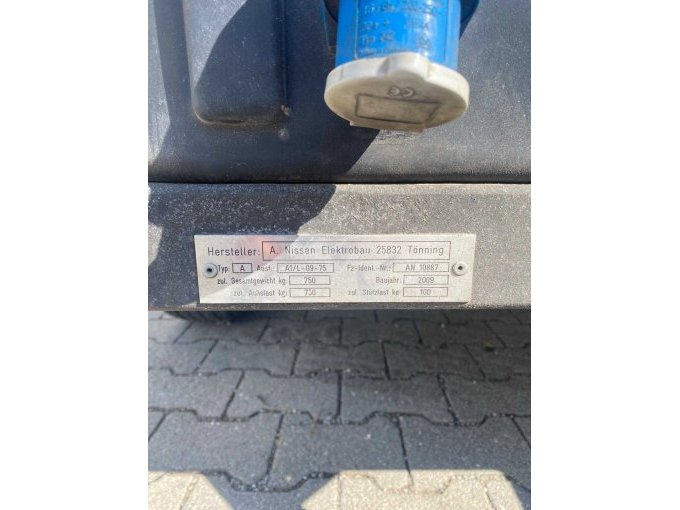 CE
Hersteller: A. Nissen Elektrobau 25832 Tönning
Typ: A Ausf.: A1/L-09-75 Fz-Ident.-Nr.: AN 10887
zul. Gesamtgewicht kg: 750 Baujahr: 2009
zul. Achslast kg: 750 zul. Stützlast kg: 100